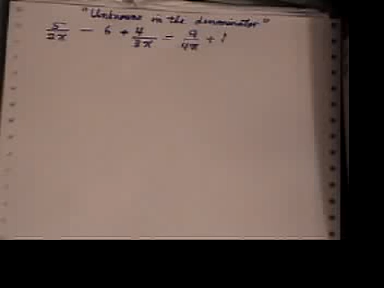 "Unknowns in the denominator"
5/2x - 6 + 4/3x = 9/4x + 1